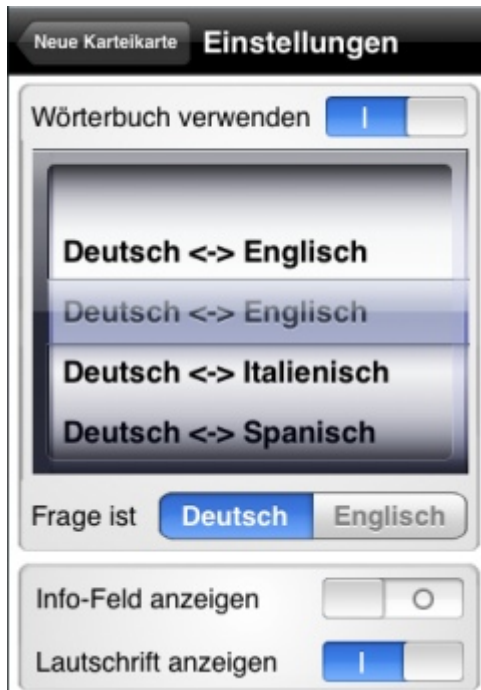 Neue Karteikarte Einstellungen
Wörterbuch verwenden
Deutsch <-> Englisch
Deutsch <-> Englisch
Deutsch <-> Italienisch
Deutsch <-> Spanisch
Frage ist Deutsch Englisch
Info-Feld anzeigen
Lautschrift anzeigen